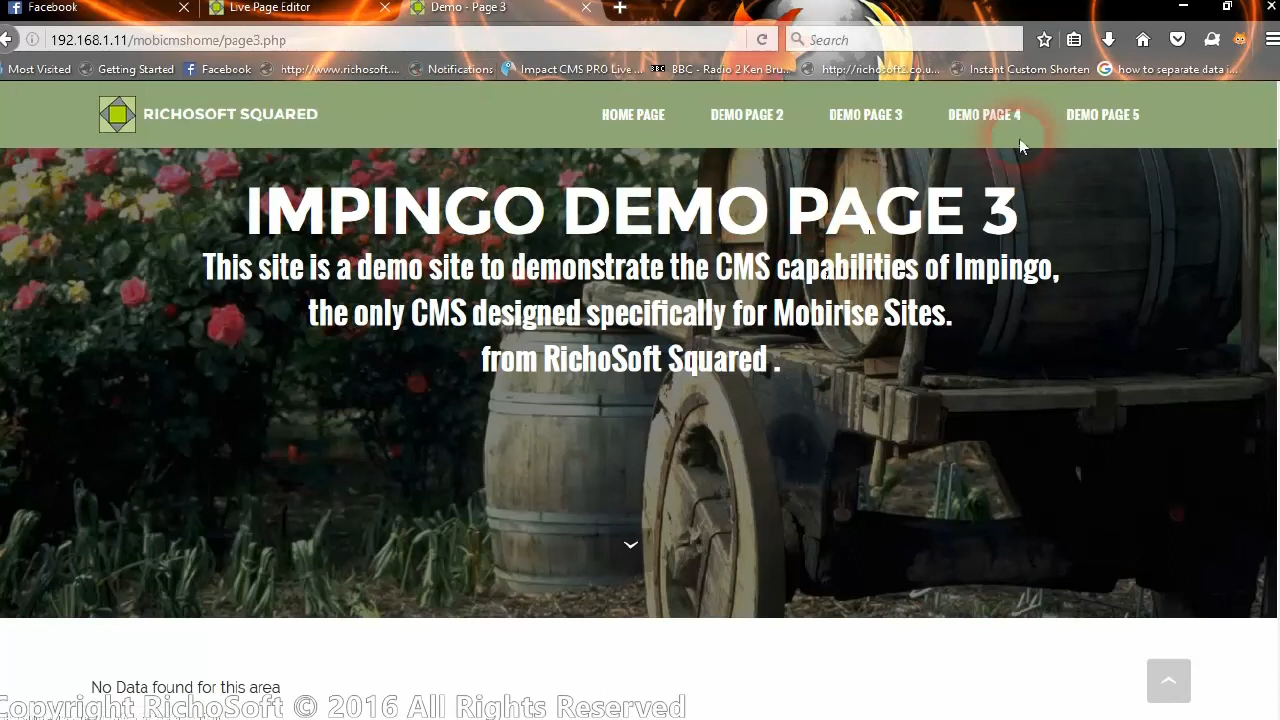 Facebook
Live Page Editor
Demo - Page 3
192.168.1.11/mobicmshome/page3.php
Search
Most Visited
Getting Started
Facebook
http://www.richosoft....
Notifications
Impact CMS PRO Live ...
BBC - Radio 2 Ken Bru...
http://richosoft2.co.u...
Instant Custom Shorten
how to separate data i...
RICHOSOFT SQUARED
HOME PAGE
DEMO PAGE 2
DEMO PAGE 3
DEMO PAGE 4
DEMO PAGE 5
IMPINGO DEMO PAGE 3
This site is a demo site to demonstrate the CMS capabilities of Impingo,
the only CMS designed specifically for Mobirise Sites.
from RichoSoft Squared .
No Data found for this area
Copyright RichoSoft © 2016 All Rights Reserved